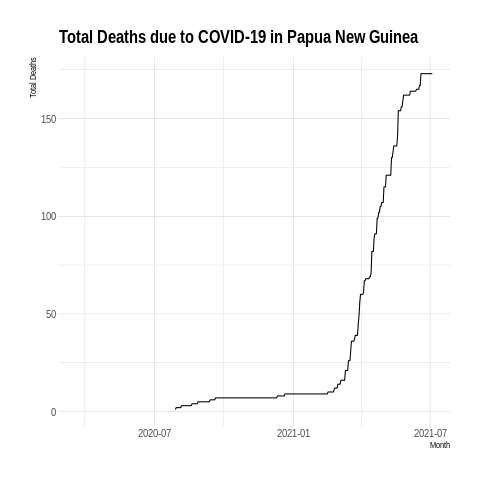 Total Deaths due to COVID-19 in Papua New Guinea
Total Deaths
150
100
50
0
2020-07
2021-01
2021-07
Month